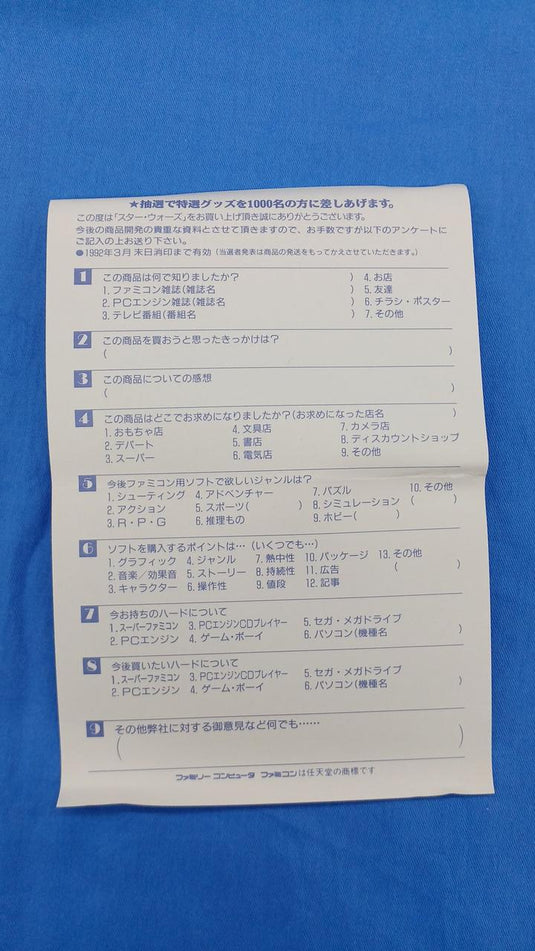 ★抽選で特選グッズを1000名の方に差しあげます。
この度は「スター・ウォーズ」をお買い上げ頂き誠にありがとうございます。
今後の商品開発の貴重な資料とさせて頂きますので、お手数ですが以下のアンケートに
ご記入の上お送り下さい。
●1992年3月末日消印まで有効(当選者発表は商品の発送をもってかえさせていただきます。)
1 この商品は何で知りましたか?
1. ファミコン雑誌(雑誌名 ) 4. お店
2. PCエンジン雑誌(雑誌名 ) 5. 友達
3. テレビ番組(番組名 ) 6. チラシ・ポスター
7. その他
2 この商品を買おうと思ったきっかけは?
( )
3 この商品についての感想
( )
4 この商品はどこでお求めになりましたか?(お求めになった店名 )
1. おもちゃ店 4. 文具店 7. カメラ店
2. デパート 5. 書店 8. ディスカウントショップ
3. スーパー 6. 電気店 9. その他
5 今後ファミコン用ソフトで欲しいジャンルは?
1. シューティング 4. アドベンチャー 7. パズル 10. その他
2. アクション 5. スポーツ( ) 8. シミュレーション ( )
3. R・P・G 6. 推理もの 9. ホビー( )
6 ソフトを購入するポイントは…(いくつでも…)
1. グラフィック 4. ジャンル 7. 熱中性 10. パッケージ 13. その他
2. 音楽/効果音 5. ストーリー 8. 持続性 11. 広告 ( )
3. キャラクター 6. 操作性 9. 値段 12. 記事
7 今お持ちのハードについて
1. スーパーファミコン 3. PCエンジンCDプレイヤー 5. セガ・メガドライブ
2. PCエンジン 4. ゲーム・ボーイ 6. パソコン(機種名 )
8 今後買いたいハードについて
1. スーパーファミコン 3. PCエンジンCDプレイヤー 5. セガ・メガドライブ
2. PCエンジン 4. ゲーム・ボーイ 6. パソコン(機種名 )
9 その他弊社に対する御意見など何でも……
( )
ファミリーコンピュータ ファミコンは任天堂の商標です